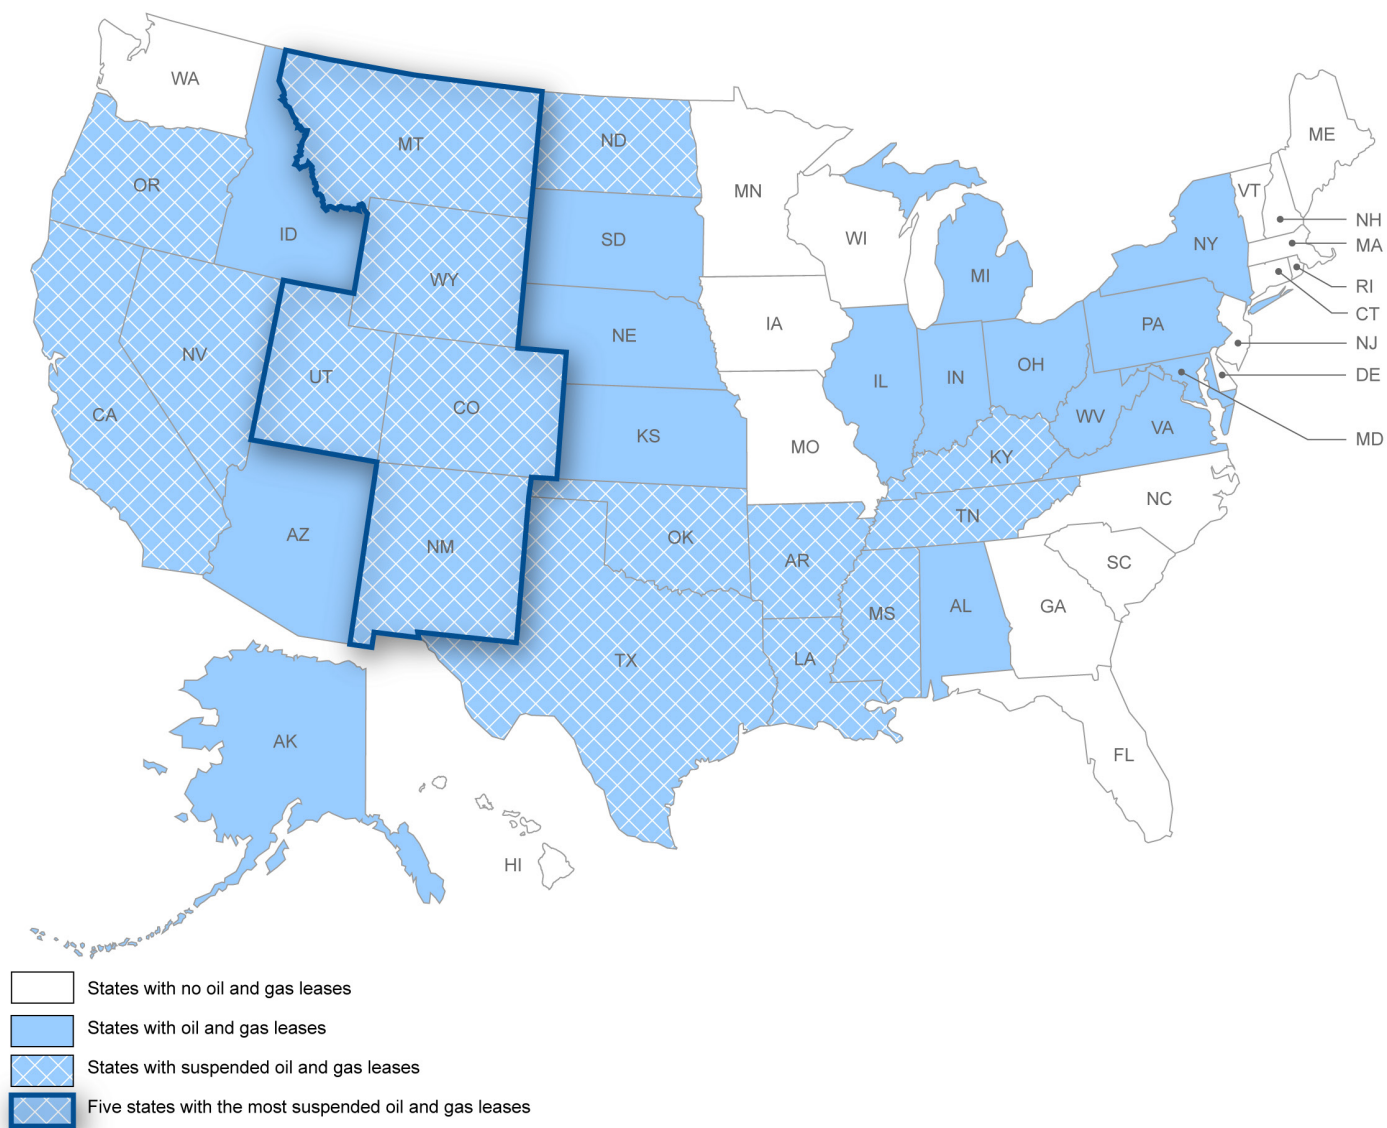 WA
MT
ND
ME
OR
MN
VT
ID
SD
WI
NY
NH
MA
WY
MI
RI
CT
NV
UT
NE
IA
PA
NJ
IL
IN
OH
DE
CA
CO
KS
MO
WV
VA
MD
KY
AZ
NM
OK
AR
TN
NC
SC
TX
LA
MS
AL
GA
AK
FL
HI
States with no oil and gas leases
States with oil and gas leases
States with suspended oil and gas leases
Five states with the most suspended oil and gas leases